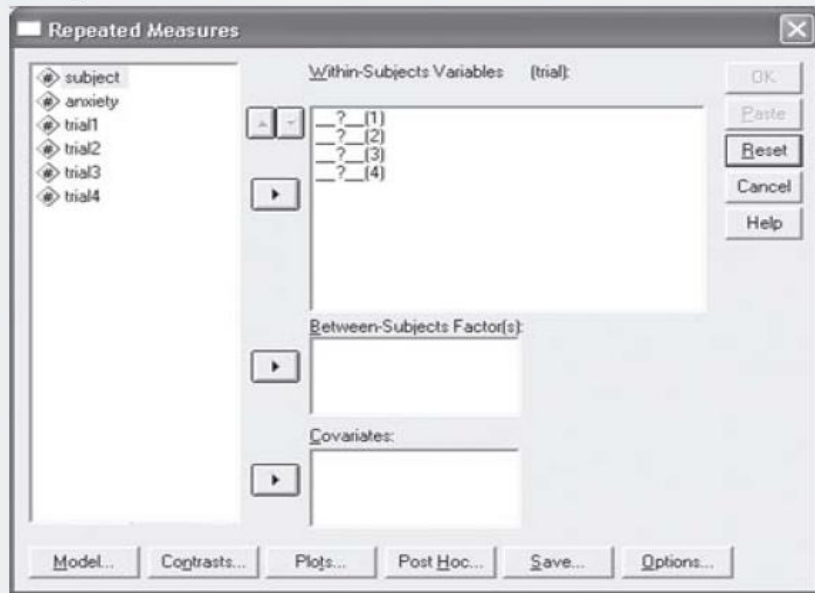 Repeated Measures
subject
anxiety
trial1
trial2
trial3
trial4
Within-Subjects Variables (trial):
__?__(1)
__?__(2)
__?__(3)
__?__(4)
OK
Paste
Reset
Cancel
Help
Between-Subjects Factor(s):
Covariates:
Model... Contrasts... Plots... Post Hoc... Save... Options...